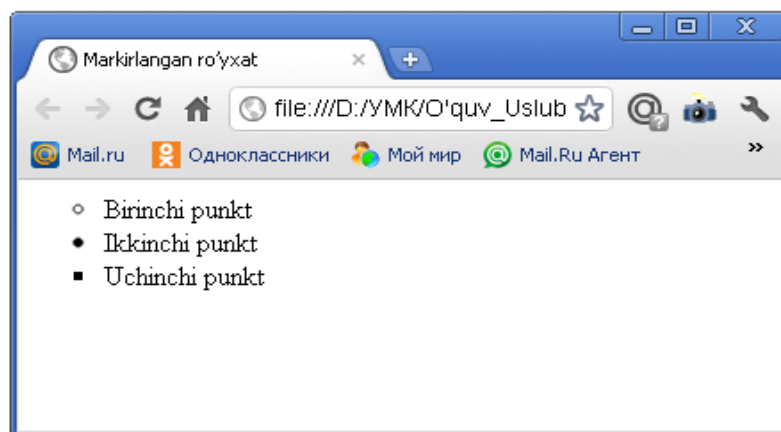 Markirlangan ro'yxat
file:///D:/УМК/O'quv_Uslub
Mail.ru Одноклассники Мой мир Mail.Ru Агент
Birinchi punkt
Ikkinchi punkt
Uchinchi punkt